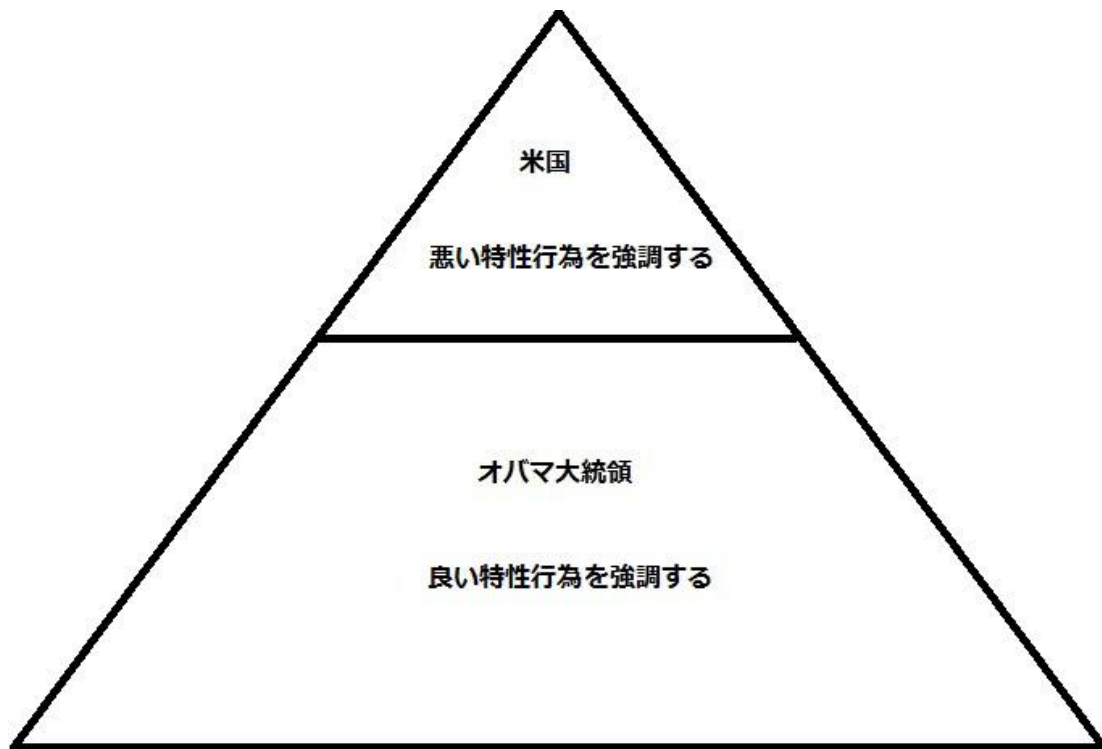 米国
悪い特性行為を強調する
オバマ大統領
良い特性行為を強調する